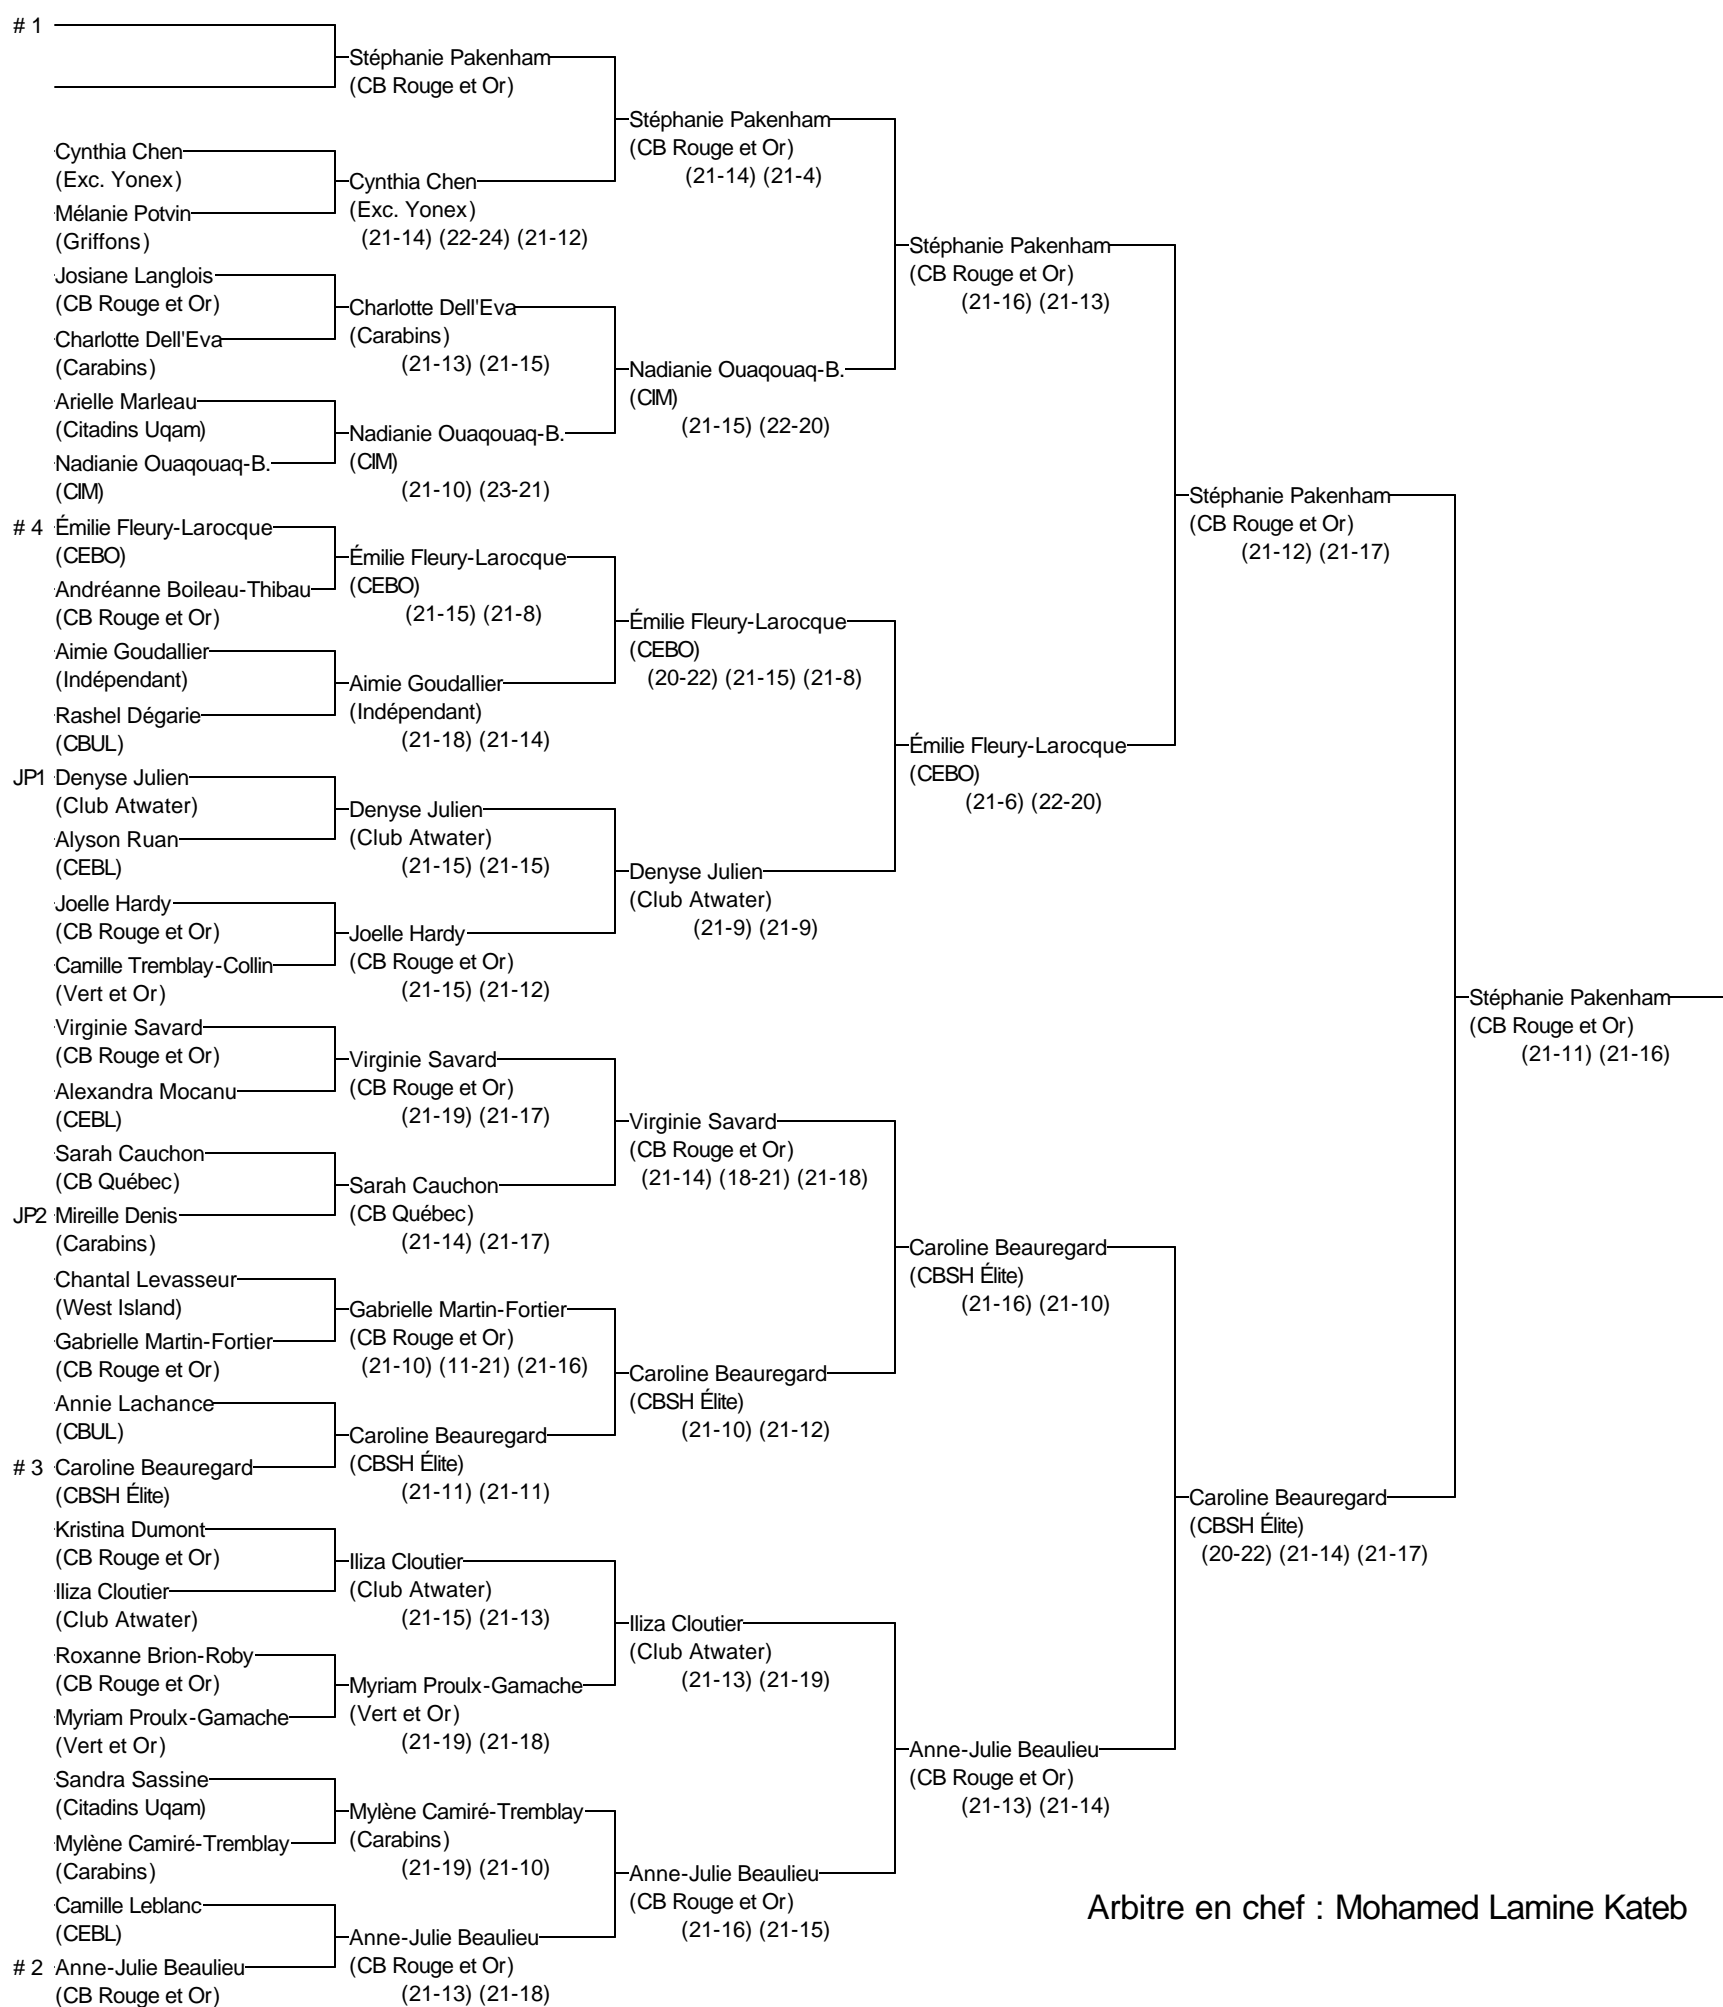 # 1
Stéphanie Pakenham
(CB Rouge et Or)
Stéphanie Pakenham
(CB Rouge et Or)
(21-14) (21-4)
Cynthia Chen
(Exc. Yonex)
Cynthia Chen
(Exc. Yonex)
(21-14) (22-24) (21-12)
Mélanie Potvin
(Griffons)
Stéphanie Pakenham
(CB Rouge et Or)
(21-16) (21-13)
Josiane Langlois
(CB Rouge et Or)
Charlotte Dell'Eva
(Carabins)
(21-13) (21-15)
Charlotte Dell'Eva
(Carabins)
Nadianie Ouaqouaq-B.
(CIM)
(21-15) (22-20)
Arielle Marleau
(Citadins Uqam)
Nadianie Ouaqouaq-B.
(CIM)
(21-10) (23-21)
Nadianie Ouaqouaq-B.
(CIM)
Stéphanie Pakenham
(CB Rouge et Or)
(21-12) (21-17)
# 4 Émilie Fleury-Larocque
(CEBO)
Émilie Fleury-Larocque
(CEBO)
(21-15) (21-8)
Andréanne Boileau-Thibau
(CB Rouge et Or)
Émilie Fleury-Larocque
(CEBO)
(20-22) (21-15) (21-8)
Aimie Goudallier
(Indépendant)
Aimie Goudallier
(Indépendant)
(21-18) (21-14)
Rashel Dégarie
(CBUL)
Émilie Fleury-Larocque
(CEBO)
(21-6) (22-20)
JP1 Denyse Julien
(Club Atwater)
Denyse Julien
(Club Atwater)
(21-15) (21-15)
Alyson Ruan
(CEBL)
Denyse Julien
(Club Atwater)
(21-9) (21-9)
Joelle Hardy
(CB Rouge et Or)
Joelle Hardy
(CB Rouge et Or)
(21-15) (21-12)
Camille Tremblay-Collin
(Vert et Or)
Stéphanie Pakenham
(CB Rouge et Or)
(21-11) (21-16)
Virginie Savard
(CB Rouge et Or)
Virginie Savard
(CB Rouge et Or)
(21-19) (21-17)
Alexandra Mocanu
(CEBL)
Virginie Savard
(CB Rouge et Or)
(21-14) (18-21) (21-18)
Sarah Cauchon
(CB Québec)
Sarah Cauchon
(CB Québec)
(21-14) (21-17)
JP2 Mireille Denis
(Carabins)
Caroline Beauregard
(CBSH Élite)
(21-16) (21-10)
Chantal Levasseur
(West Island)
Gabrielle Martin-Fortier
(CB Rouge et Or)
(21-10) (11-21) (21-16)
Gabrielle Martin-Fortier
(CB Rouge et Or)
Caroline Beauregard
(CBSH Élite)
(21-10) (21-12)
Annie Lachance
(CBUL)
Caroline Beauregard
(CBSH Élite)
(21-11) (21-11)
# 3 Caroline Beauregard
(CBSH Élite)
Caroline Beauregard
(CBSH Élite)
(20-22) (21-14) (21-17)
Kristina Dumont
(CB Rouge et Or)
Iliza Cloutier
(Club Atwater)
(21-15) (21-13)
Iliza Cloutier
(Club Atwater)
Iliza Cloutier
(Club Atwater)
(21-13) (21-19)
Roxanne Brion-Roby
(CB Rouge et Or)
Myriam Proulx-Gamache
(Vert et Or)
(21-19) (21-18)
Myriam Proulx-Gamache
(Vert et Or)
Anne-Julie Beaulieu
(CB Rouge et Or)
(21-13) (21-14)
Sandra Sassine
(Citadins Uqam)
Mylène Camiré-Tremblay
(Carabins)
(21-19) (21-10)
Mylène Camiré-Tremblay
(Carabins)
Anne-Julie Beaulieu
(CB Rouge et Or)
(21-16) (21-15)
Camille Leblanc
(CEBL)
Anne-Julie Beaulieu
(CB Rouge et Or)
(21-13) (21-18)
# 2 Anne-Julie Beaulieu
(CB Rouge et Or)
Arbitre en chef : Mohamed Lamine Kateb